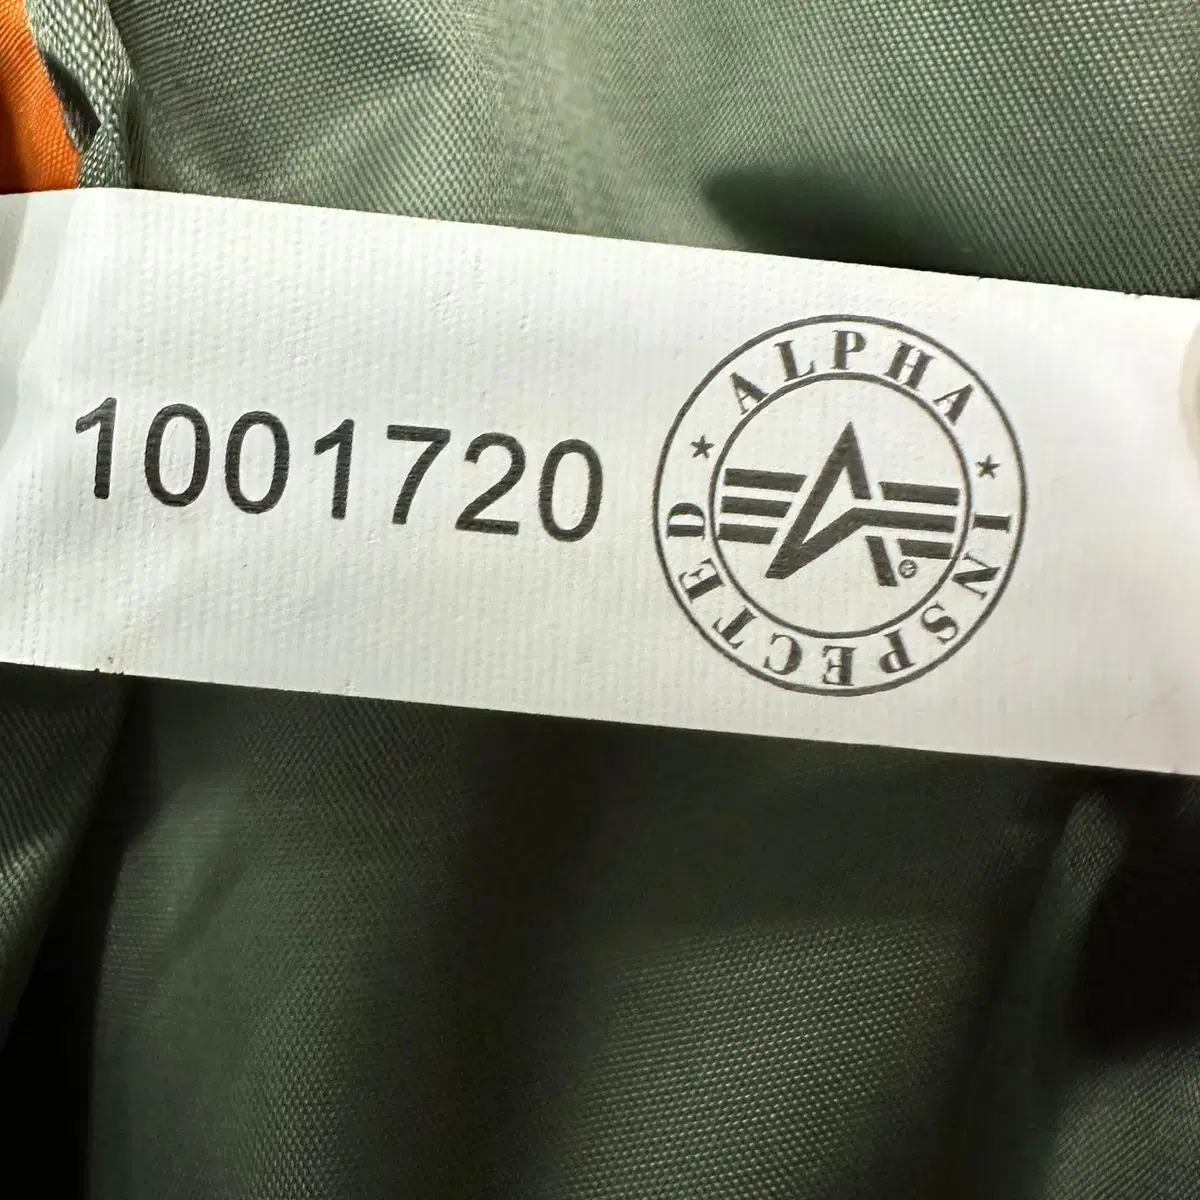 1001720
ALPHA
★ INSPECTED ★
®